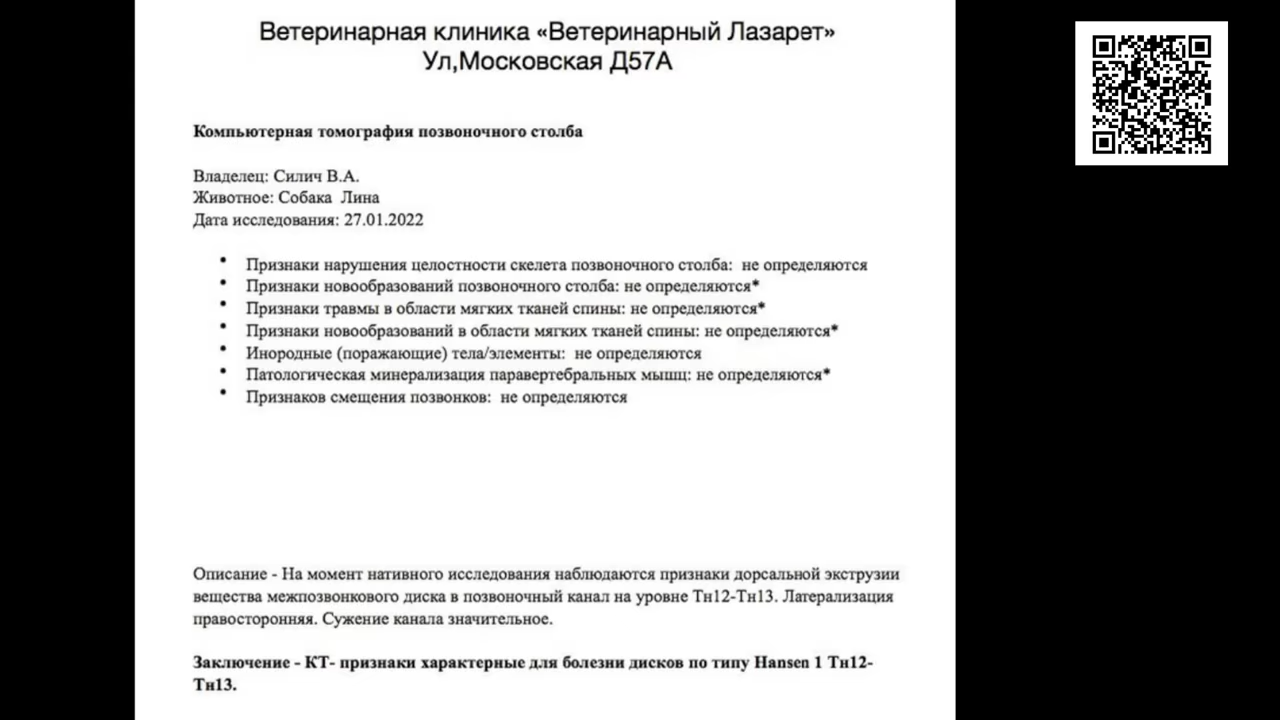 Ветеринарная клиника «Ветеринарный Лазарет»
Ул,Московская Д57А
Компьютерная томография позвоночного столба
Владелец: Силич В.А.
Животное: Собака Лина
Дата исследования: 27.01.2022
• Признаки нарушения целостности скелета позвоночного столба: не определяются
• Признаки новообразований позвоночного столба: не определяются*
• Признаки травмы в области мягких тканей спины: не определяются*
• Признаки новообразований в области мягких тканей спины: не определяются*
• Инородные (поражающие) тела/элементы: не определяются
• Патологическая минерализация паравертебральных мышц: не определяются*
• Признаков смещения позвонков: не определяются
Описание - На момент нативного исследования наблюдаются признаки дорсальной экструзии
вещества межпозвонкового диска в позвоночный канал на уровне Тн12-Тн13. Латерализация
правосторонняя. Сужение канала значительное.
Заключение - КТ- признаки характерные для болезни дисков по типу Hansen 1 Тн12-
Тн13.